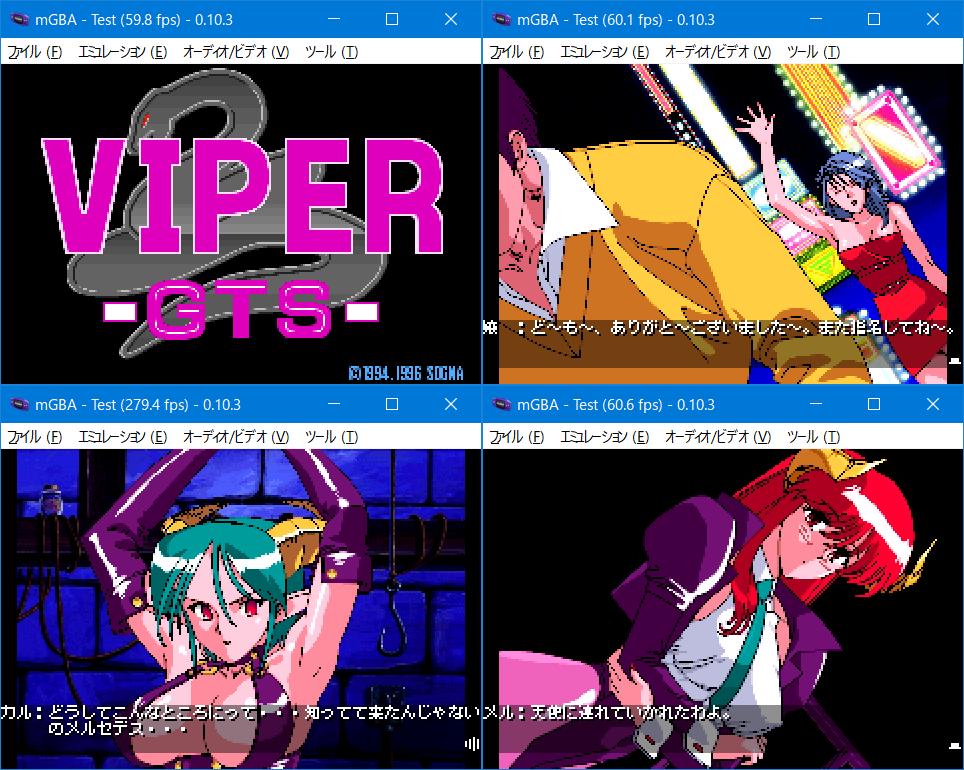 mGBA - Test (59.8 fps) - 0.10.3
ファイル (F) エミュレーション (E) オーディオ/ビデオ (V) ツール (T)
VIPER
-GTS-
(C)1994.1996 SOGNA
mGBA - Test (60.1 fps) - 0.10.3
ファイル (F) エミュレーション (E) オーディオ/ビデオ (V) ツール (T)
娘 : ど～も～、ありがと～ございました～。また指名してね～。
mGBA - Test (279.4 fps) - 0.10.3
ファイル (F) エミュレーション (E) オーディオ/ビデオ (V) ツール (T)
カル: どうしてこんなところにって・・・知ってて来たんじゃない
のメルセデス・・・
mGBA - Test (60.6 fps) - 0.10.3
ファイル (F) エミュレーション (E) オーディオ/ビデオ (V) ツール (T)
メル: 天使に連れていかれたわよ。